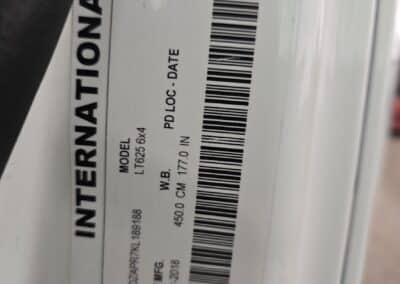 INTERNATIONA
MODEL
LT625 6x4
W.B. PD LOC - DATE
450.0 CM 177.0 IN
MFG.
-2018